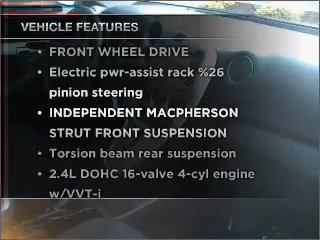 VEHICLE FEATURES
• FRONT WHEEL DRIVE
• Electric pwr-assist rack %26
pinion steering
• INDEPENDENT MACPHERSON
STRUT FRONT SUSPENSION
• Torsion beam rear suspension
• 2.4L DOHC 16-valve 4-cyl engine
w/VVT-i